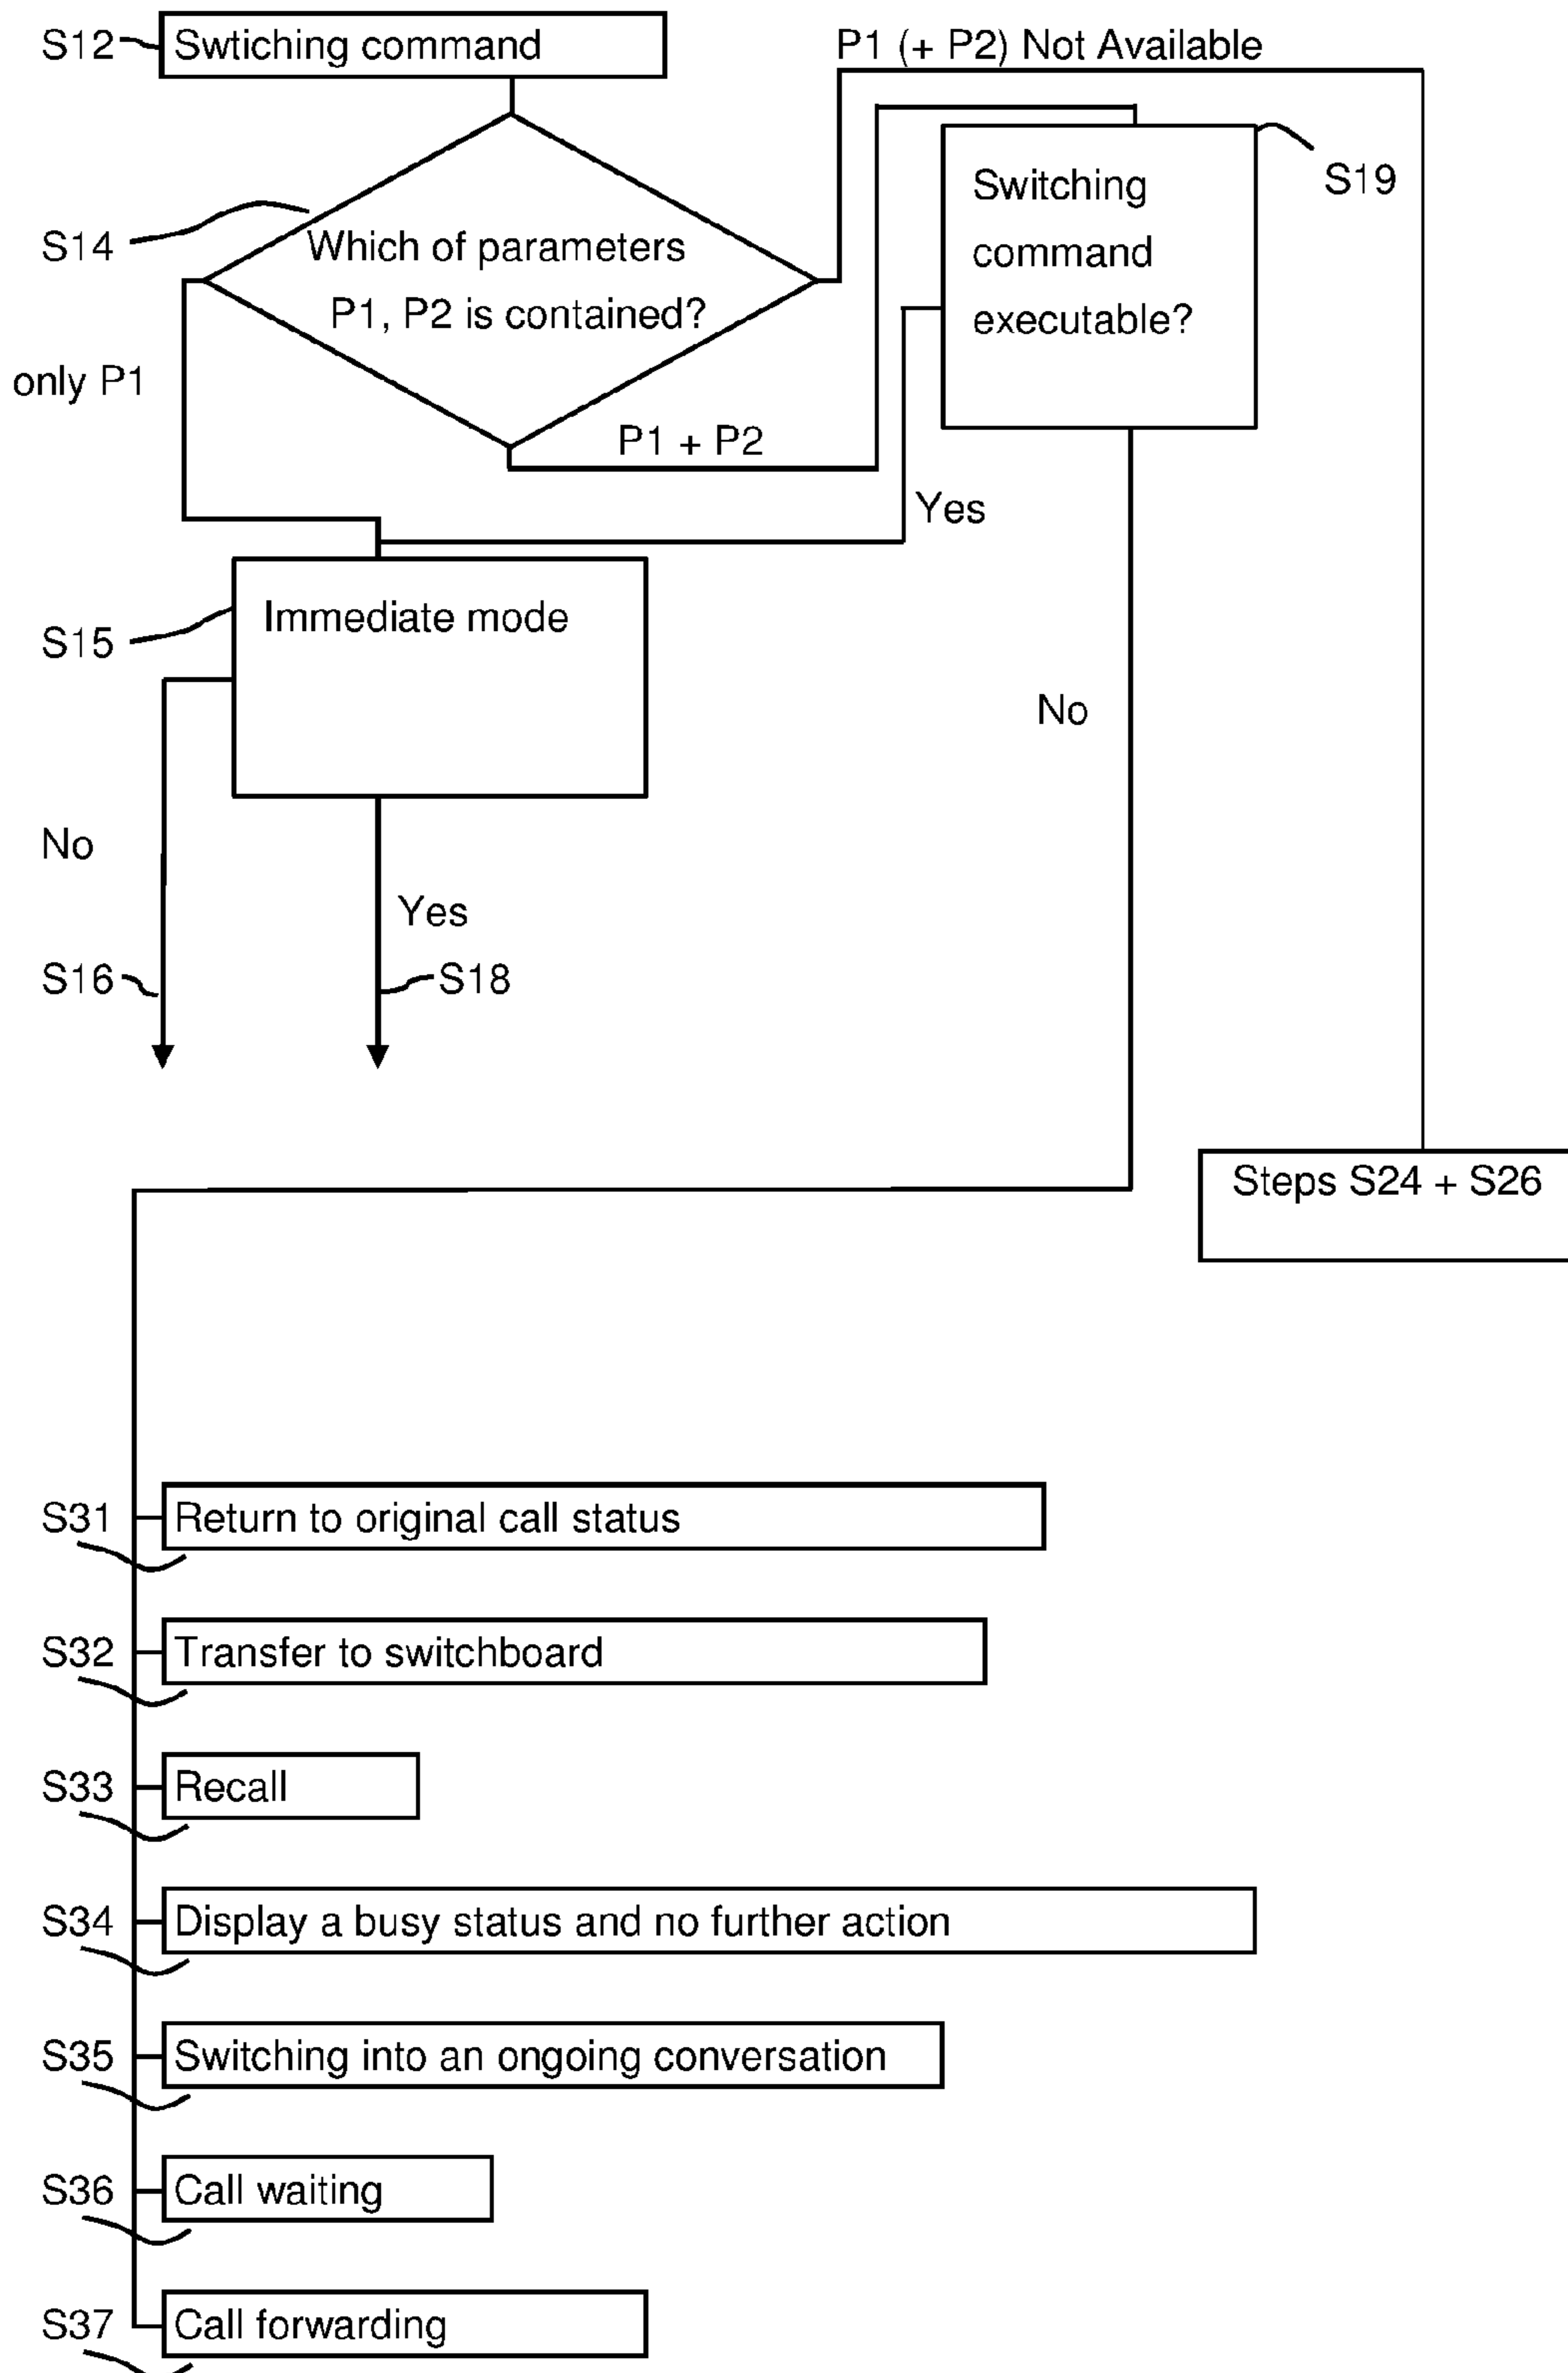 S12
Swtiching command
P1 (+ P2) Not Available
S14
Which of parameters
P1, P2 is contained?
Switching
command
executable?
S19
only P1
P1 + P2
Yes
S15
Immediate mode
No
No
Yes
S16
S18
Steps S24 + S26
S31
Return to original call status
S32
Transfer to switchboard
S33
Recall
S34
Display a busy status and no further action
S35
Switching into an ongoing conversation
S36
Call waiting
S37
Call forwarding